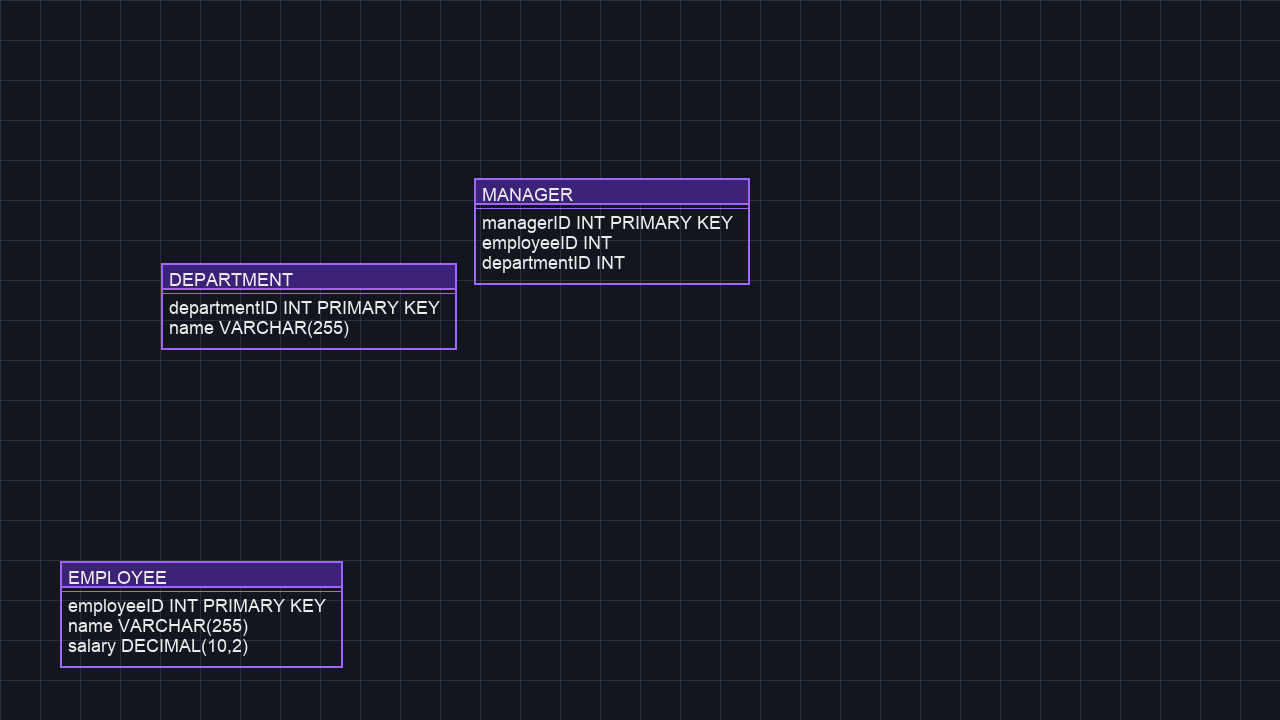 MANAGER
managerID INT PRIMARY KEY
employeeID INT
departmentID INT
DEPARTMENT
departmentID INT PRIMARY KEY
name VARCHAR(255)
EMPLOYEE
employeeID INT PRIMARY KEY
name VARCHAR(255)
salary DECIMAL(10,2)